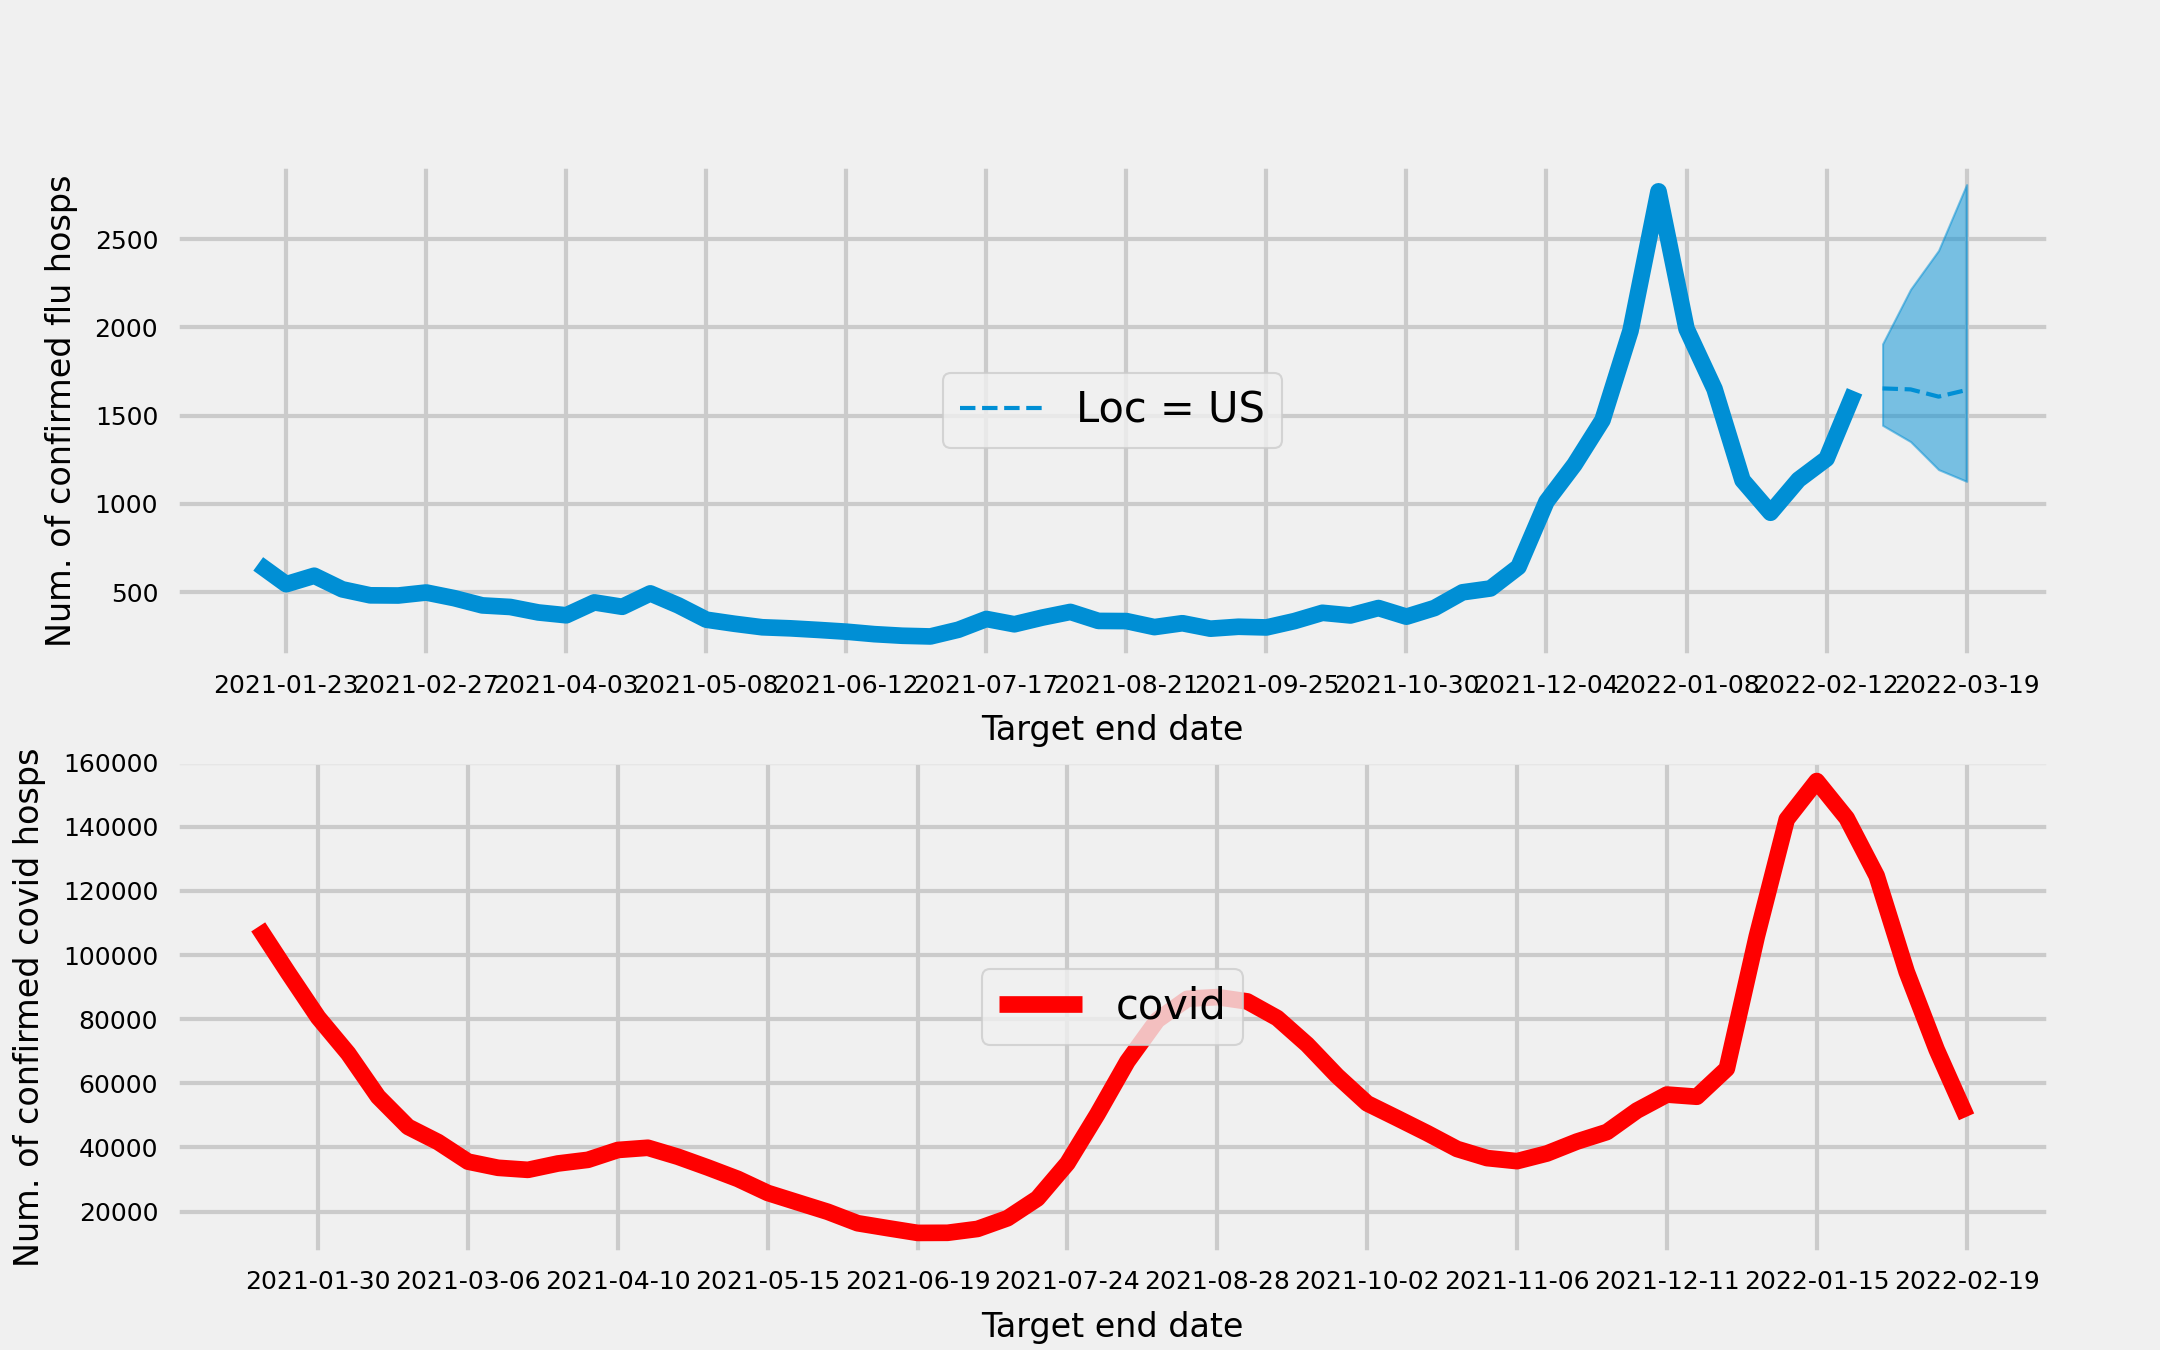 Num. of confirmed flu hosps
2500
2000
1500
1000
500
Loc = US
2021-01-23 2021-02-27 2021-04-03 2021-05-08 2021-06-12 2021-07-17 2021-08-21 2021-09-25 2021-10-30 2021-12-04 2022-01-08 2022-02-12 2022-03-19
Target end date
Num. of confirmed covid hosps
160000
140000
120000
100000
80000
60000
40000
20000
covid
2021-01-30 2021-03-06 2021-04-10 2021-05-15 2021-06-19 2021-07-24 2021-08-28 2021-10-02 2021-11-06 2021-12-11 2022-01-15 2022-02-19
Target end date